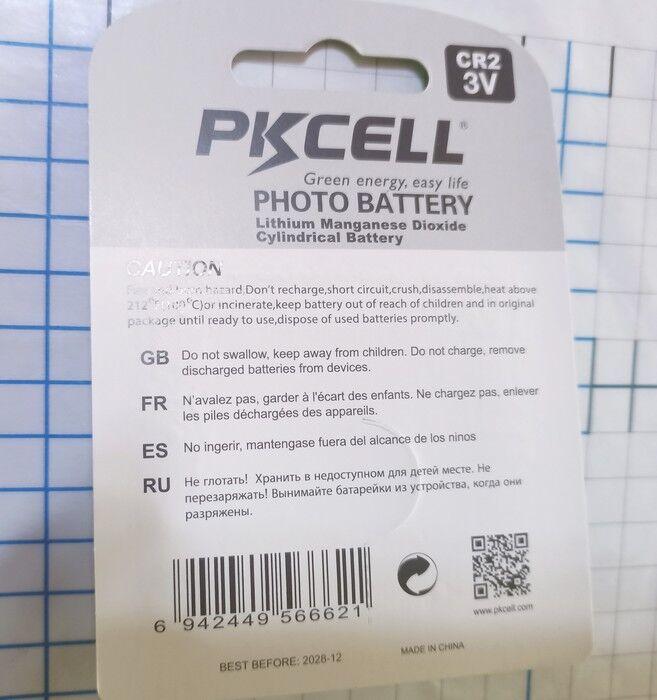 CR2
3V
PKCELL®
Green energy, easy life
PHOTO BATTERY
Lithium Manganese Dioxide
Cylindrical Battery
CAUTION
hazard,Don't recharge,short circuit,crush,disassemble,heat above
212°F(100°C)or incinerate,keep battery out of reach of children and in original
package until ready to use,dispose of used batteries promptly.
GB Do not swallow, keep away from children. Do not charge, remove
discharged batteries from devices.
FR N'avalez pas, garder à l'écart des enfants. Ne chargez pas, enlever
les piles déchargées des appareils.
ES No ingerir, mantengase fuera del alcance de los ninos
RU Не глотать! Хранить в недоступном для детей месте. Не
перезаряжать! Вынимайте батарейки из устройства, когда они
разряжены.
6 942449 566621
www.pkcell.com
BEST BEFORE: 2028-12
MADE IN CHINA